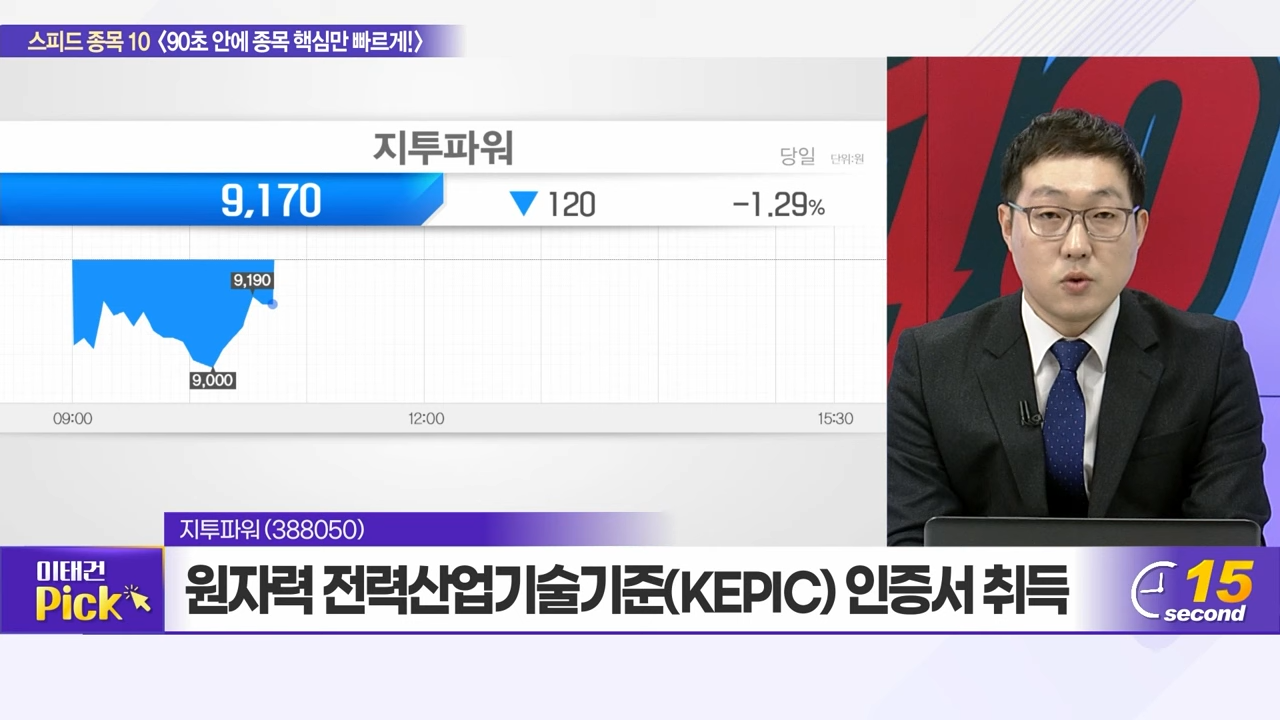 스피드 종목 10 〈90초 안에 종목 핵심만 빠르게!〉
지투파워
당일 단위:원
9,170 ▼ 120 -1.29%
9,190
9,000
09:00 12:00 15:30
10
지투파워(388050)
이태건
Pick
원자력 전력산업기술기준(KEPIC) 인증서 취득
15
second